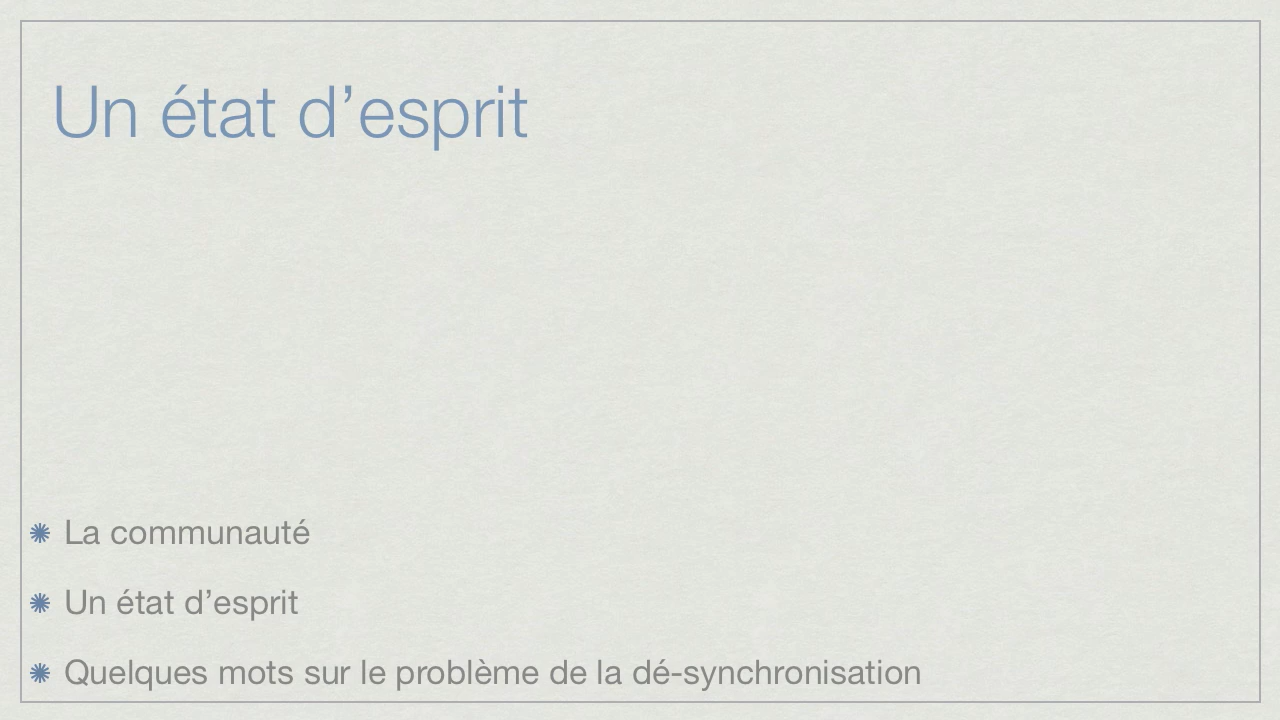 Un état d’esprit
La communauté
Un état d’esprit
Quelques mots sur le problème de la dé-synchronisation